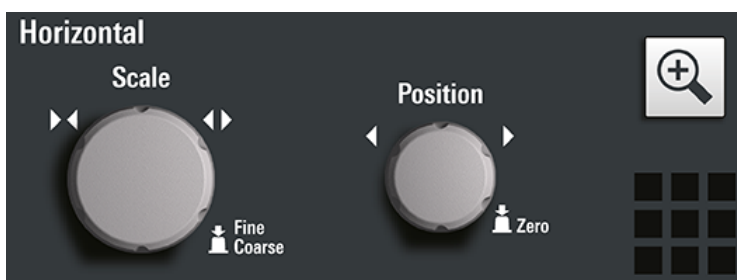 Horizontal
Scale
Position
Fine
Coarse
Zero